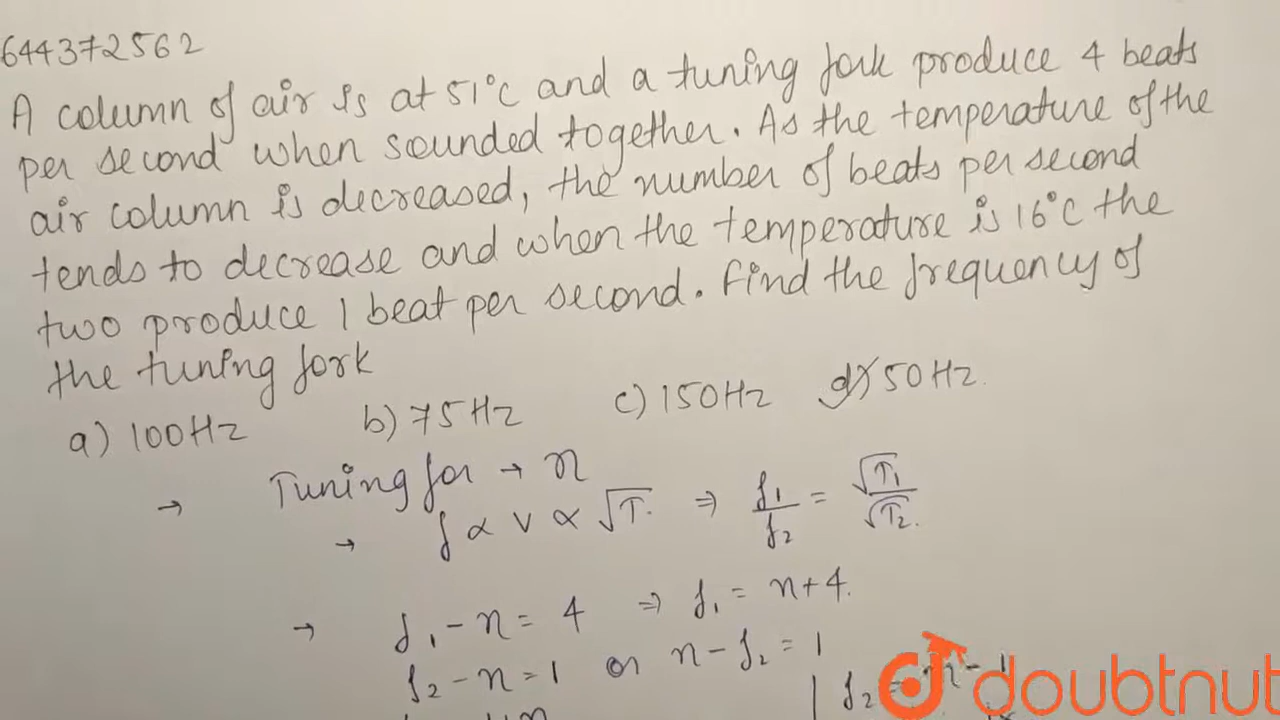 644372562
A column of air is at 51°C and a tuning fork produce 4 beats
per second when sounded together. As the temperature of the
air column is decreased, the number of beats per second
tends to decrease and when the temperature is 16°C the
two produce 1 beat per second. Find the frequency of
the tuning fork
a) 100Hz b) 75Hz c) 150Hz d) 50Hz.
→ Tuning for → n
→ f ∝ v ∝ √T. ⇒ f₁/f₂ = √T₁/√T₂.
→ f₁ - n = 4 ⇒ f₁ = n+4.
f₂ - n = 1 or n - f₂ = 1
f₂ = n - 1
doubtnut